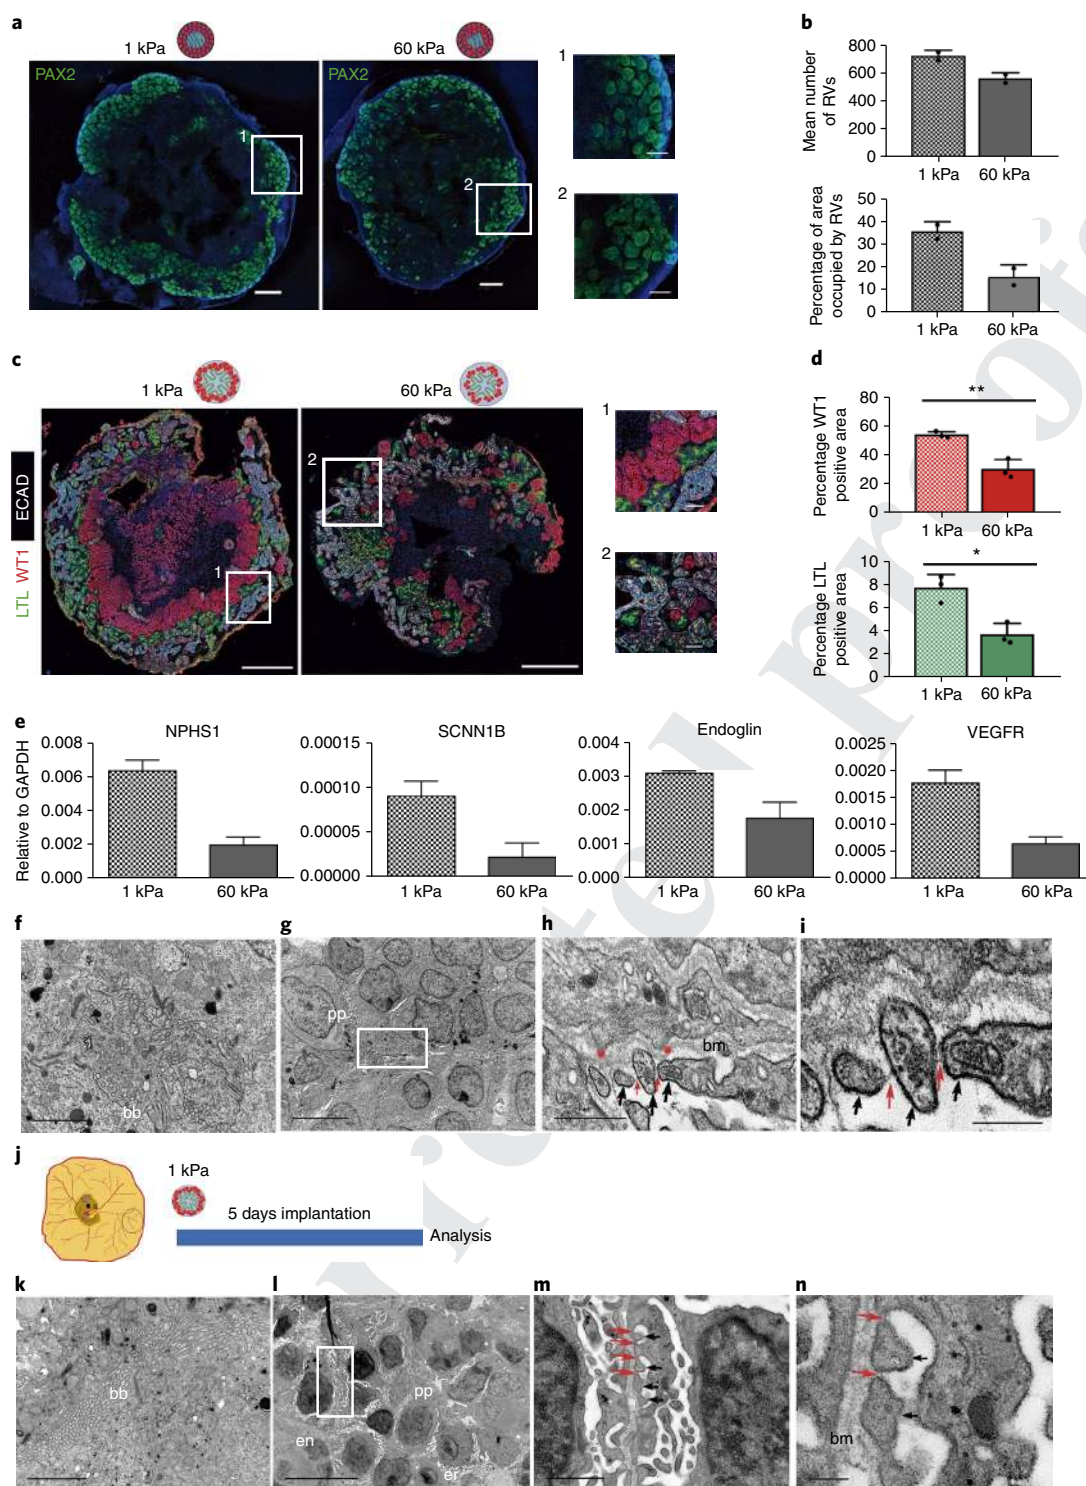 a
1 kPa
60 kPa
PAX2
PAX2
1
2
1
2
b
Mean number
of RVs
800
600
400
200
0
1 kPa
60 kPa
Percentage of area
occupied by RVs
50
40
30
20
10
0
1 kPa
60 kPa
c
1 kPa
60 kPa
LTL WT1 ECAD
1
2
1
2
d
Percentage WT1
positive area
80
60
40
20
0
**
1 kPa
60 kPa
Percentage LTL
positive area
10
8
6
4
2
0
*
1 kPa
60 kPa
e
Relative to GAPDH
NPHS1
0.008
0.006
0.004
0.002
0.000
1 kPa
60 kPa
SCNN1B
0.00015
0.00010
0.00005
0.00000
1 kPa
60 kPa
Endoglin
0.004
0.003
0.002
0.001
0.000
1 kPa
60 kPa
VEGFR
0.0025
0.0020
0.0015
0.0010
0.0005
0.0000
1 kPa
60 kPa
f
bb
g
pp
h
bm
*
*
i
j
1 kPa
5 days implantation
Analysis
k
bb
l
pp
en
er
m
n
bm